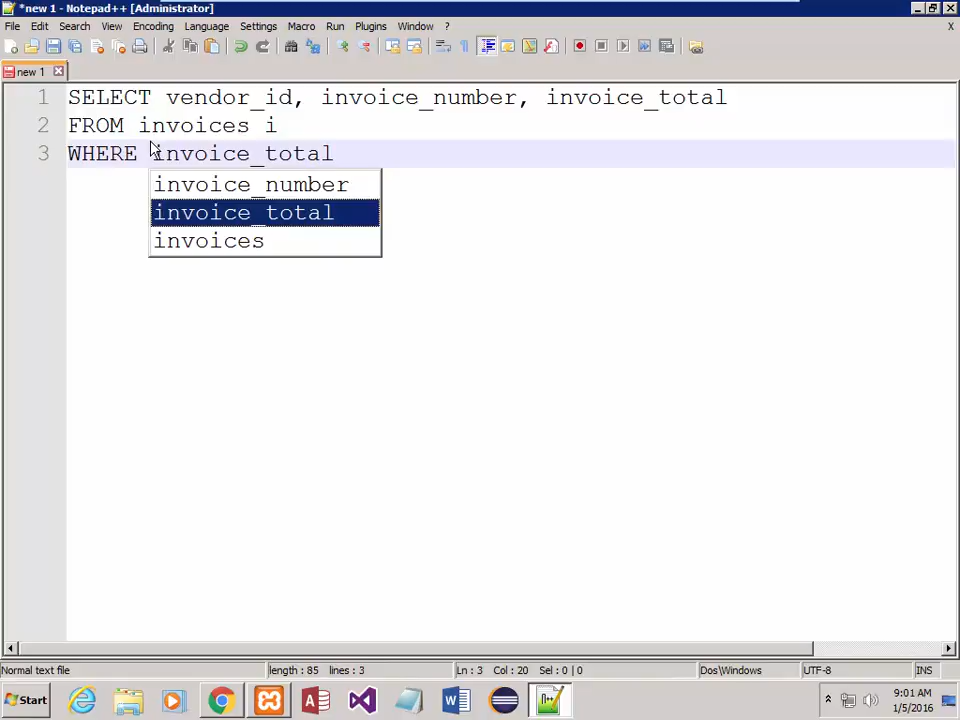 *new 1 - Notepad++ [Administrator]
File Edit Search View Encoding Language Settings Macro Run Plugins Window ? X
new 1
1 SELECT vendor_id, invoice_number, invoice_total
2 FROM invoices i
3 WHERE invoice_total
invoice_number
invoice_total
invoices
Normal text file length : 85 lines : 3 Ln : 3 Col : 20 Sel : 0 | 0 Dos\Windows UTF-8 INS
Start 9:01 AM
1/5/2016